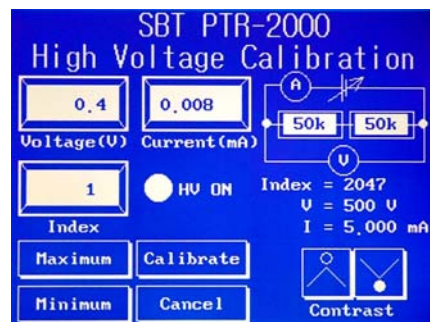 SBT PTR-2000
High Voltage Calibration
0.4
0.008
Voltage(V)
Current(mA)
A
50k
50k
V
1
Index
HV ON
Index = 2047
V = 500 V
I = 5.000 mA
Maximum
Calibrate
Minimum
Cancel
Contrast